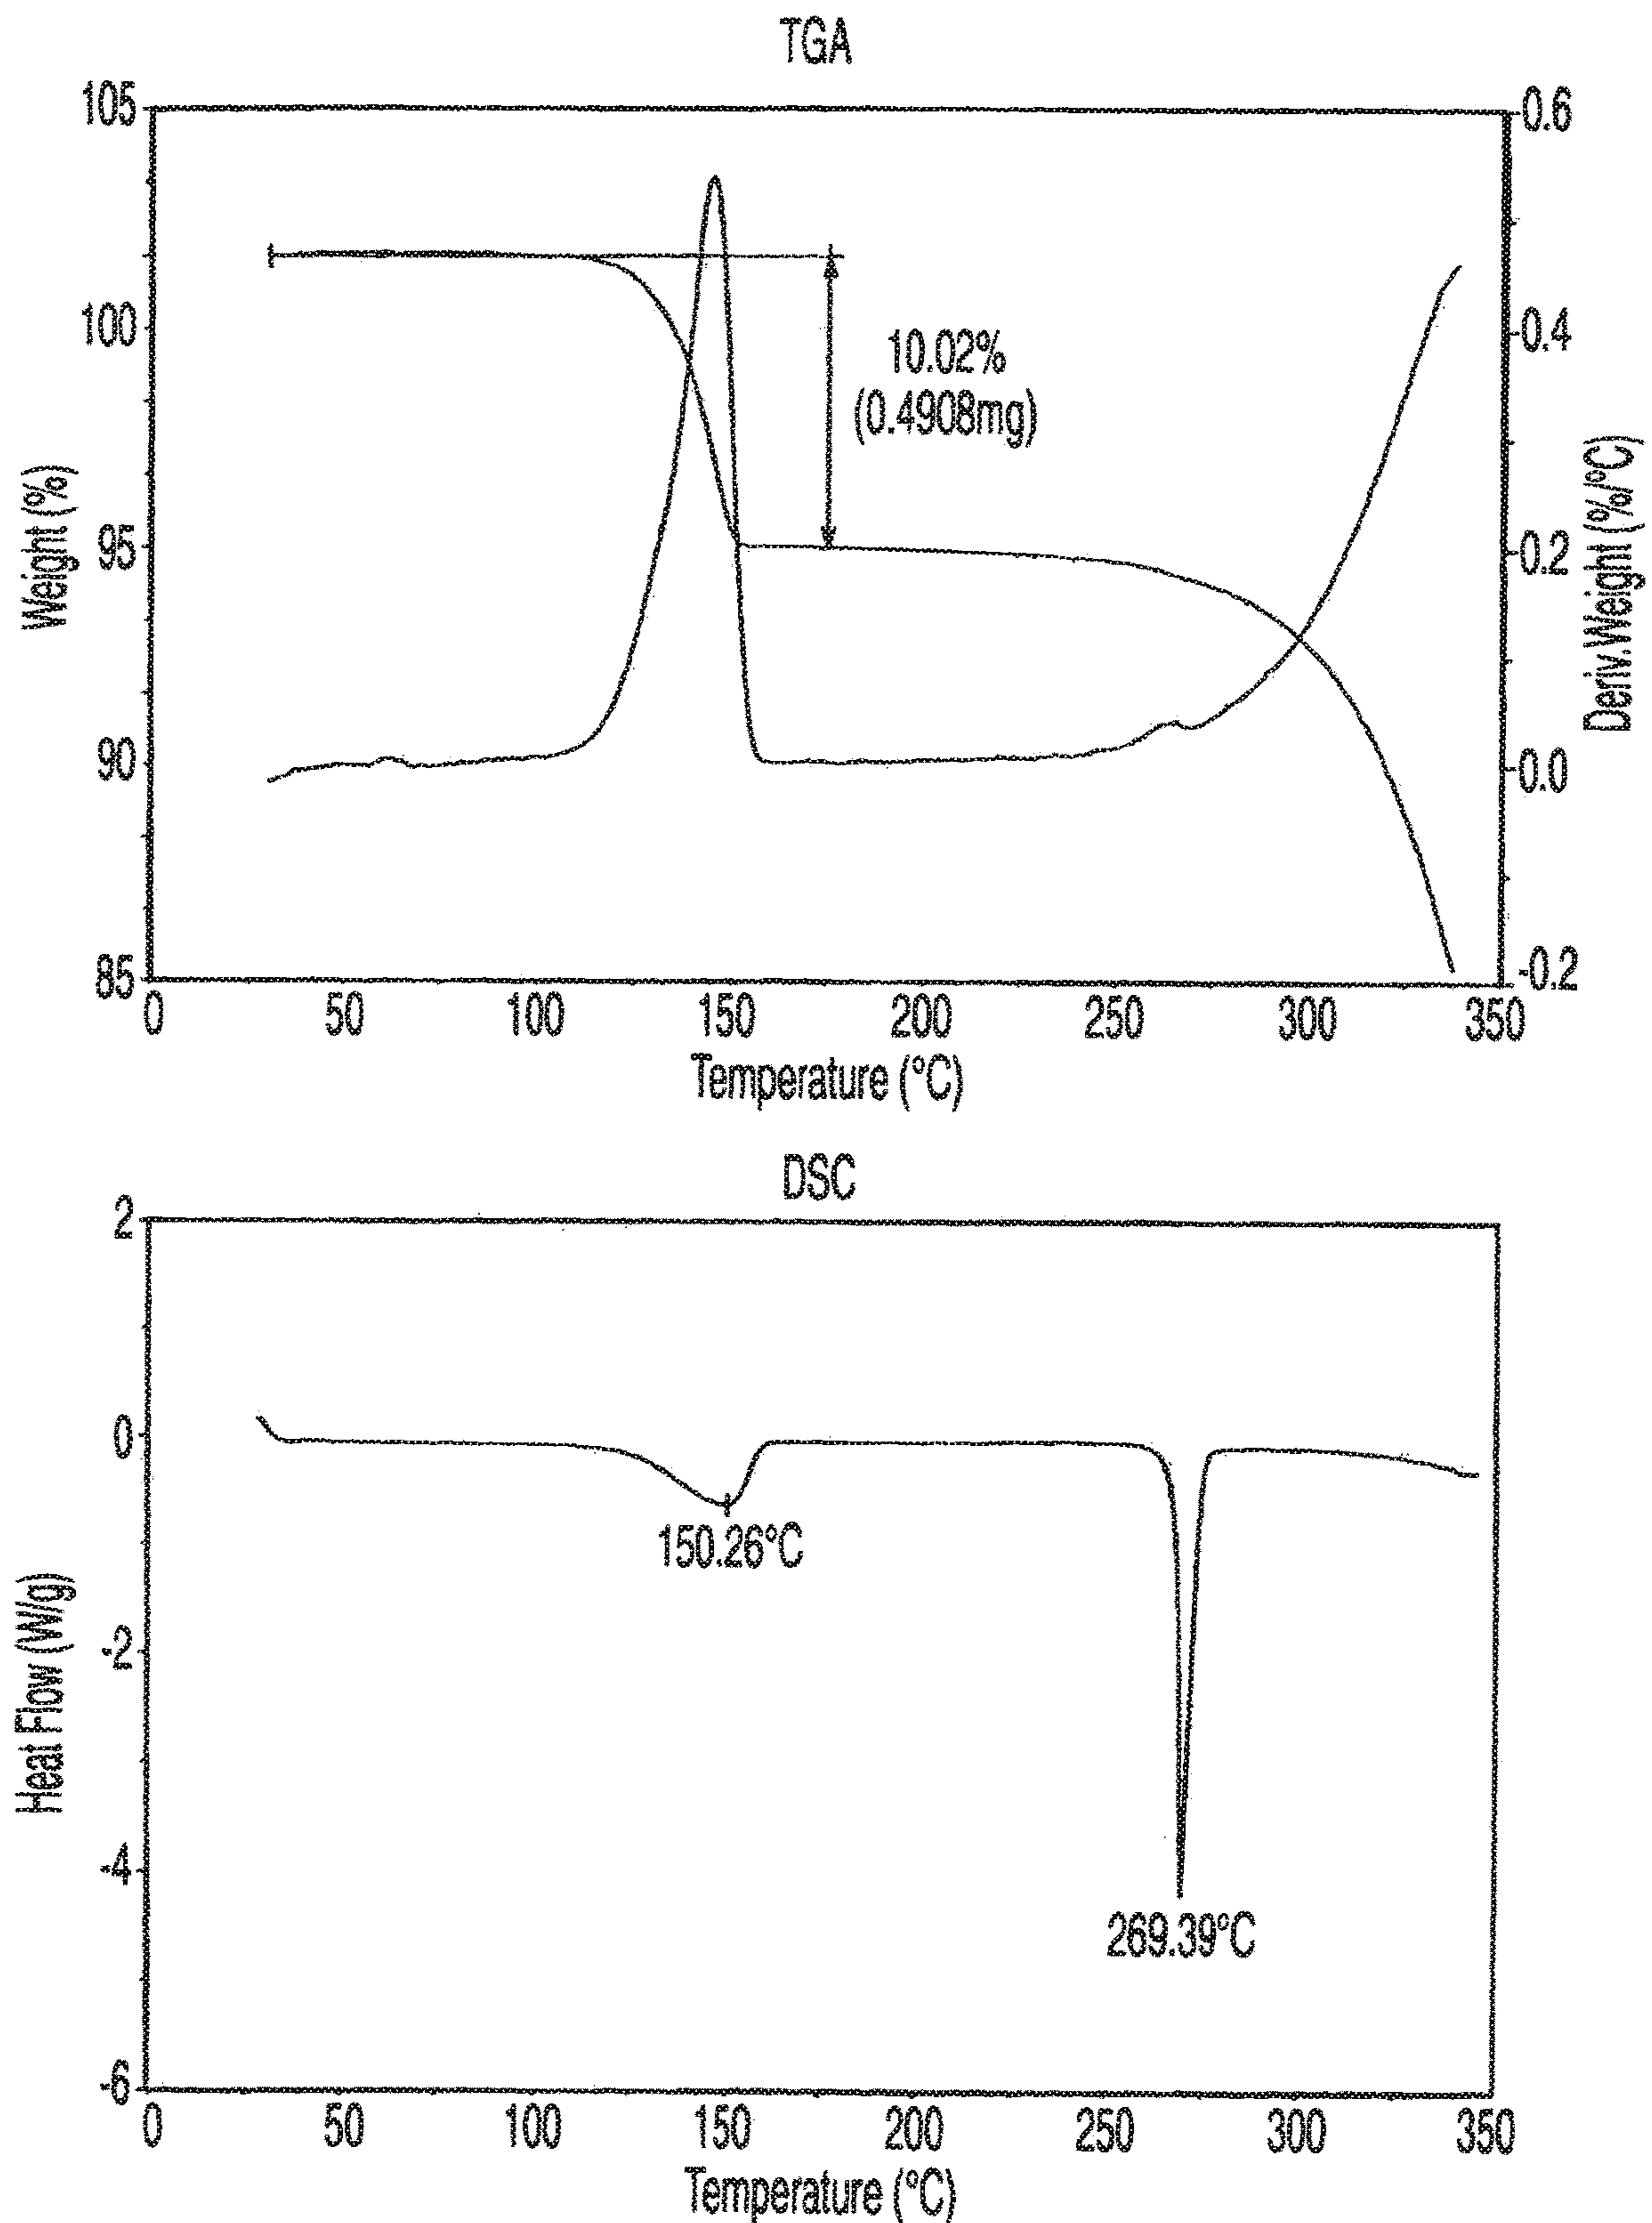 TGA
105
100
95
90
85
0.6
0.4
0.2
0.0
-0.2
Weight (%)
Deriv.Weight (%/°C)
10.02%
(0.4908mg)
0 50 100 150 200 250 300 350
Temperature (°C)
DSC
2
0
-2
-4
-6
Heat Flow (W/g)
150.26°C
269.39°C
0 50 100 150 200 250 300 350
Temperature (°C)